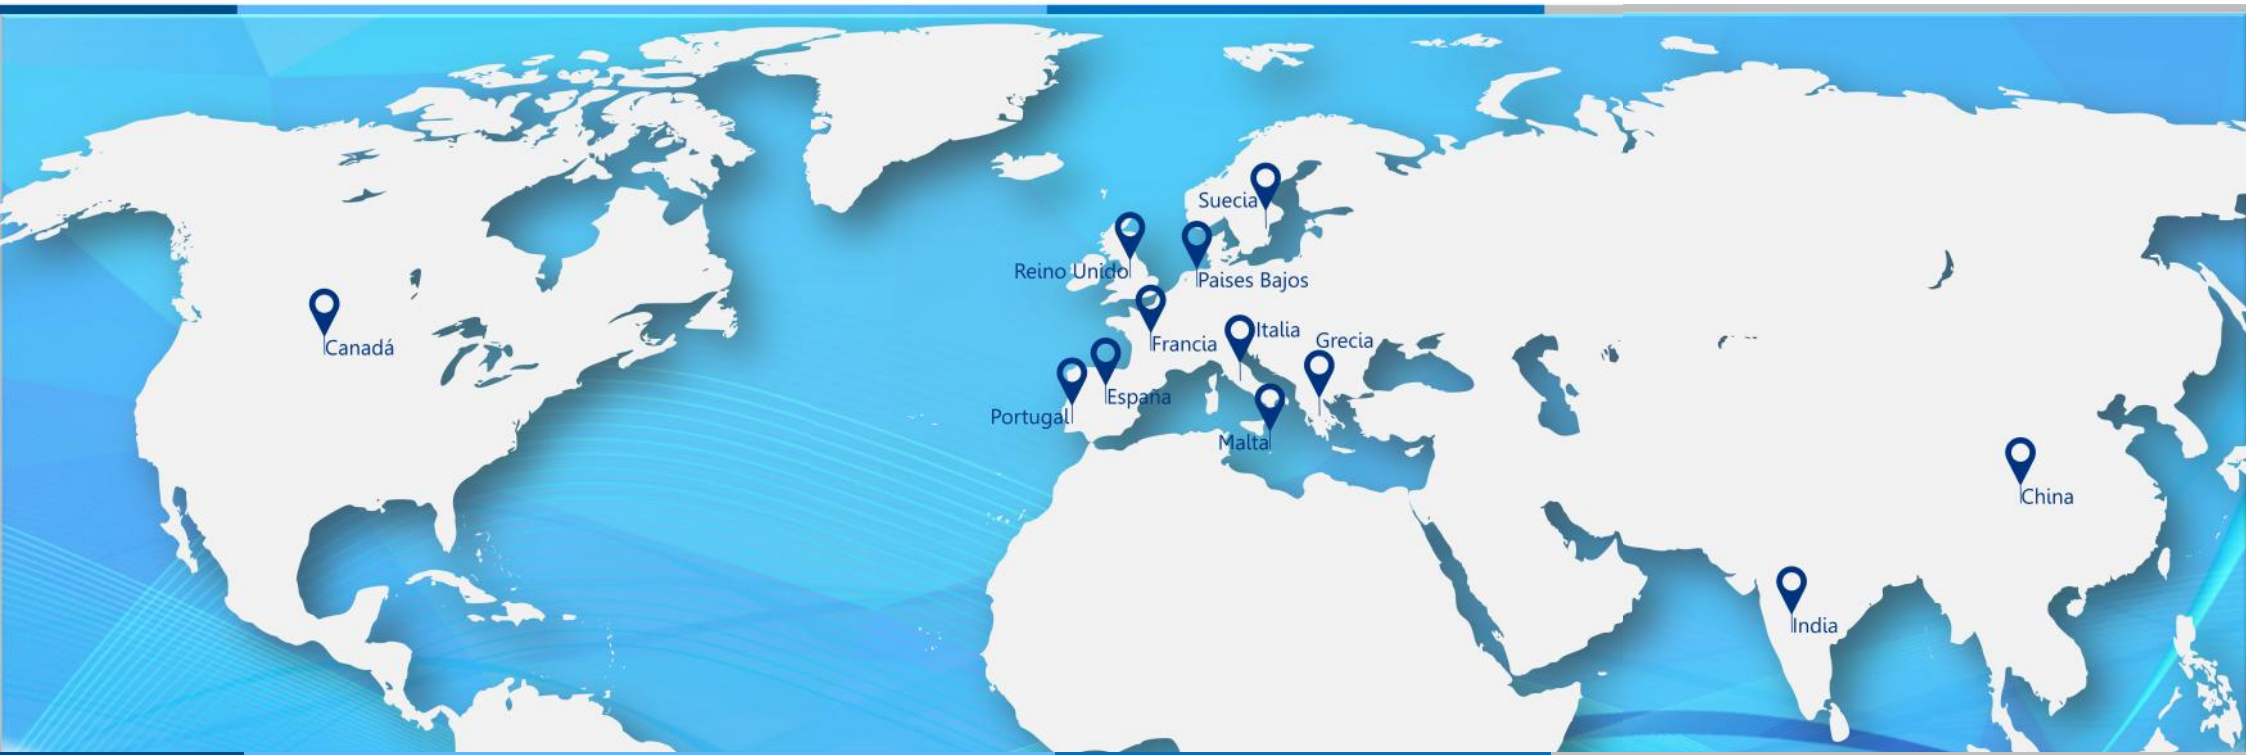 Suecia
Reino Unido
Paises Bajos
Italia
Grecia
Francia
Canadá
España
Portugal
Malta
China
India